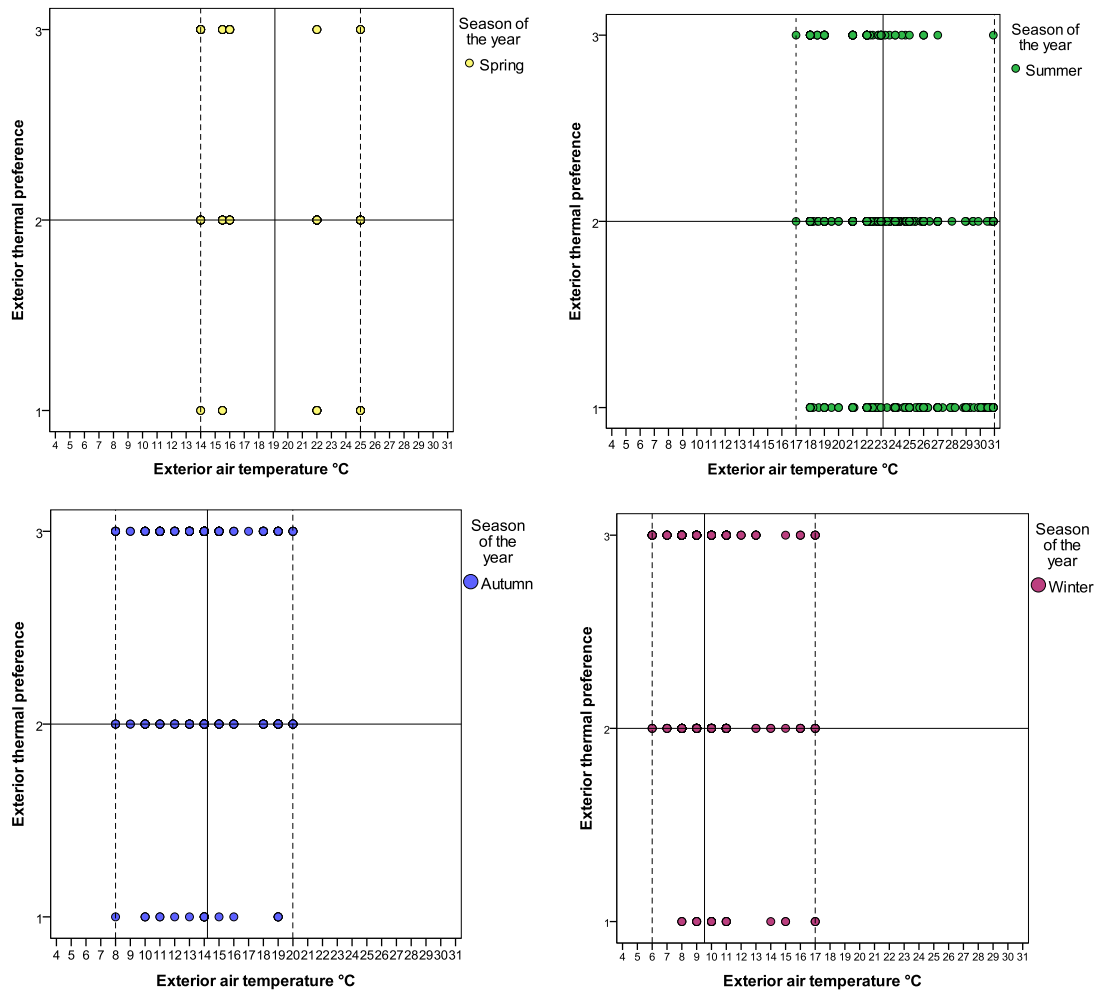 Season of
the year
Spring
Exterior thermal preference
3
2
1
4 5 6 7 8 9 10 11 12 13 14 15 16 17 18 19 20 21 22 23 24 25 26 27 28 29 30 31
Exterior air temperature °C
Season of
the year
Summer
Exterior thermal preference
3
2
1
4 5 6 7 8 9 10 11 12 13 14 15 16 17 18 19 20 21 22 23 24 25 26 27 28 29 30 31
Exterior air temperature °C
Season
of the
year
Autumn
Exterior thermal preference
3
2
1
4 5 6 7 8 9 10 11 12 13 14 15 16 17 18 19 20 21 22 23 24 25 26 27 28 29 30 31
Exterior air temperature °C
Season
of the
year
Winter
Exterior thermal preference
3
2
1
4 5 6 7 8 9 10 11 12 13 14 15 16 17 18 19 20 21 22 23 24 25 26 27 28 29 30 31
Exterior air temperature °C